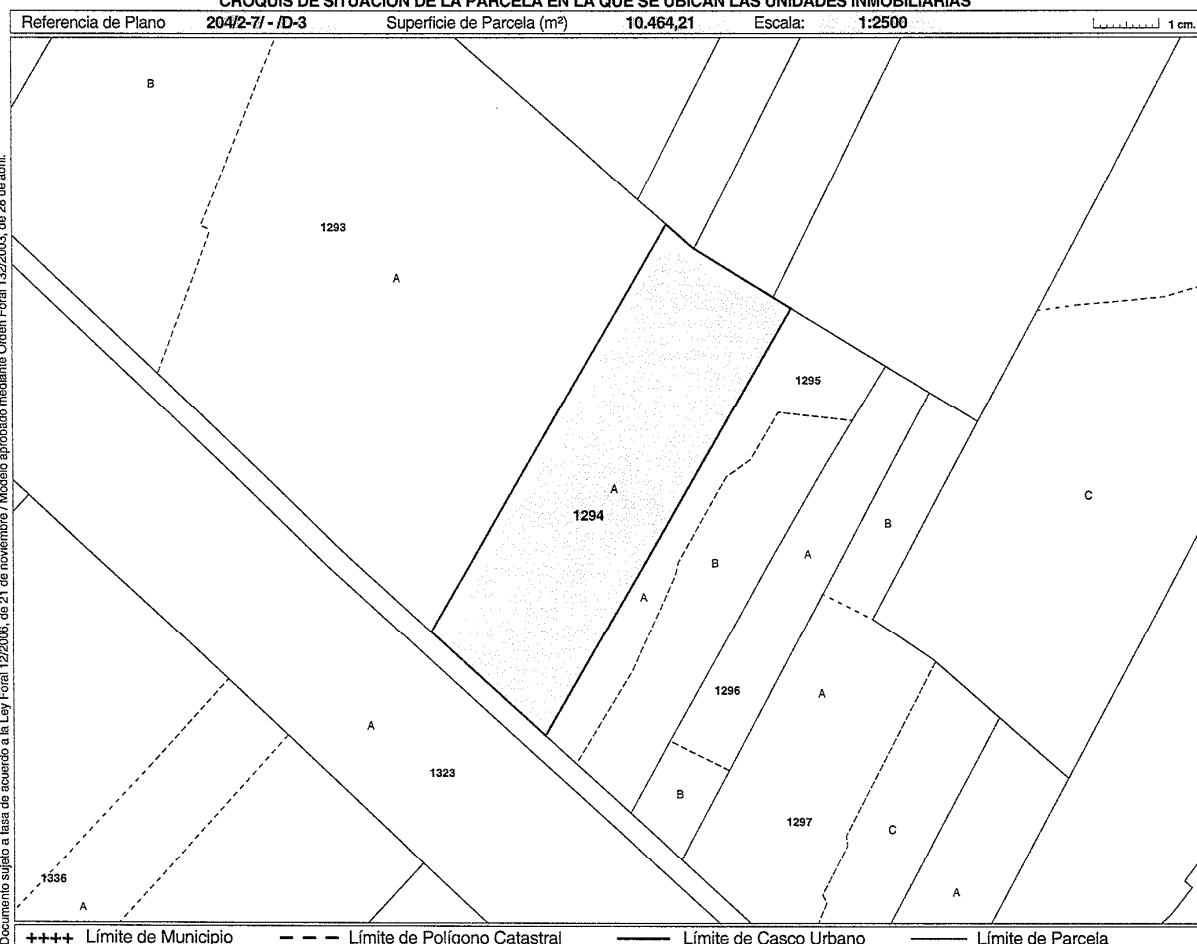 CROQUIS DE SITUACIÓN DE LA PARCELA EN LA QUE SE UBICAN LAS UNIDADES INMOBILIARIAS
Referencia de Plano 204/2-7/ - /D-3 Superficie de Parcela (m²) 10.464,21 Escala: 1:2500 1 cm.
B
1293
A
1295
A
1294
C
B
A
B
A
1296
A
A
1323
B
1297
C
1336
A
A
Documento sujeto a tasa de acuerdo a la Ley Foral 12/2006, de 21 de noviembre / Modelo aprobado mediante Orden Foral 132/2003, de 28 de abril.
++++ Límite de Municipio – – – Límite de Polígono Catastral —— Límite de Casco Urbano —— Límite de Parcela